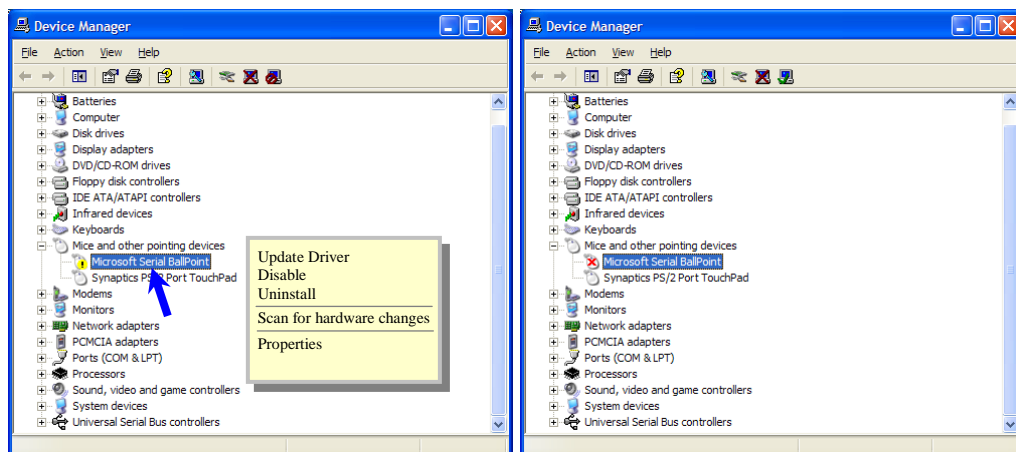 Device Manager
File Action View Help
Batteries
Computer
Disk drives
Display adapters
DVD/CD-ROM drives
Floppy disk controllers
IDE ATA/ATAPI controllers
Infrared devices
Keyboards
Mice and other pointing devices
Microsoft Serial BallPoint
Synaptics PS/2 Port TouchPad
Modems
Monitors
Network adapters
PCMCIA adapters
Ports (COM & LPT)
Processors
Sound, video and game controllers
System devices
Universal Serial Bus controllers
Update Driver
Disable
Uninstall
Scan for hardware changes
Properties
Device Manager
File Action View Help
Batteries
Computer
Disk drives
Display adapters
DVD/CD-ROM drives
Floppy disk controllers
IDE ATA/ATAPI controllers
Infrared devices
Keyboards
Mice and other pointing devices
Microsoft Serial BallPoint
Synaptics PS/2 Port TouchPad
Modems
Monitors
Network adapters
PCMCIA adapters
Ports (COM & LPT)
Processors
Sound, video and game controllers
System devices
Universal Serial Bus controllers